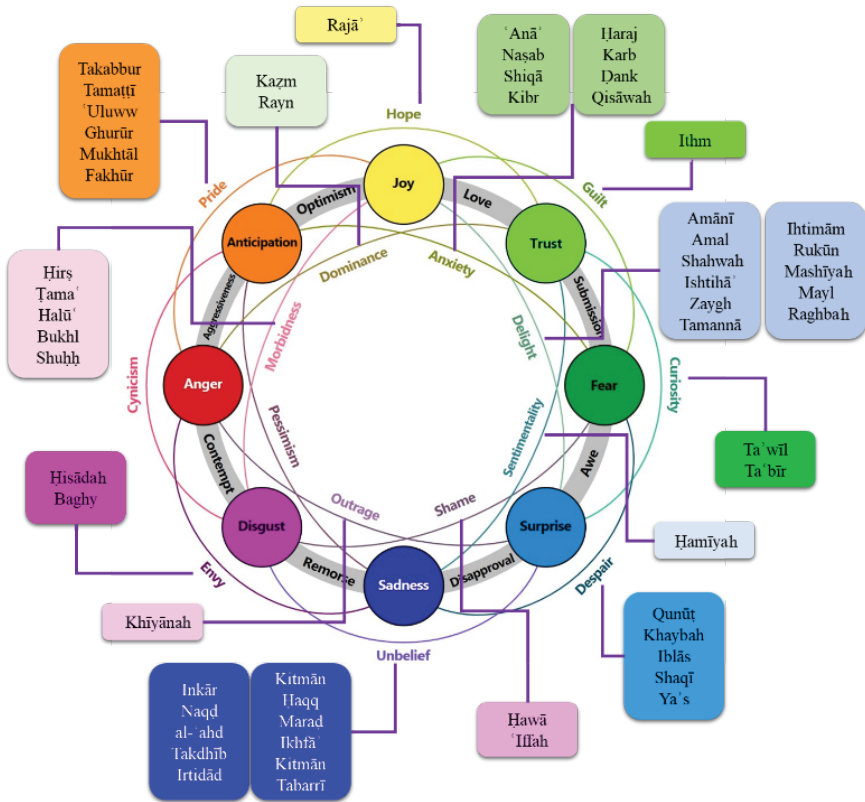 Rajāʾ
ʿAnāʾ
Naṣab
Shiqā
Kibr
Ḥaraj
Karb
Ḍank
Qisāwah
Takabbur
Tamaṭṭī
ʿUluww
Ghurūr
Mukhtāl
Fakhūr
Kaẓm
Rayn
Ithm
Hope
Pride
Guilt
Joy
Optimism
Love
Anticipation
Trust
Dominance
Anxiety
Amānī
Amal
Shahwah
Ishtihāʾ
Zaygh
Tamannā
Ihtimām
Rukūn
Mashīyah
Mayl
Raghbah
Ḥirṣ
Ṭamaʿ
Halūʿ
Bukhl
Shuḥḥ
Aggressiveness
Submission
Morbidness
Delight
Cynicism
Anger
Fear
Curiosity
Pessimism
Sentimentality
Contempt
Awe
Taʾwīl
Taʿbīr
Ḥisādah
Baghy
Outrage
Shame
Disgust
Surprise
Ḥamīyah
Envy
Remorse
Sadness
Disapproval
Despair
Khīyānah
Unbelief
Qunūṭ
Khaybah
Iblās
Shaqī
Yaʾs
Inkār
Naqḍ
al-ʿahd
Takdhīb
Irtidād
Kitmān
Ḥaqq
Maraḍ
Ikhfāʾ
Kitmān
Tabarrī
Ḥawā
ʿIffah